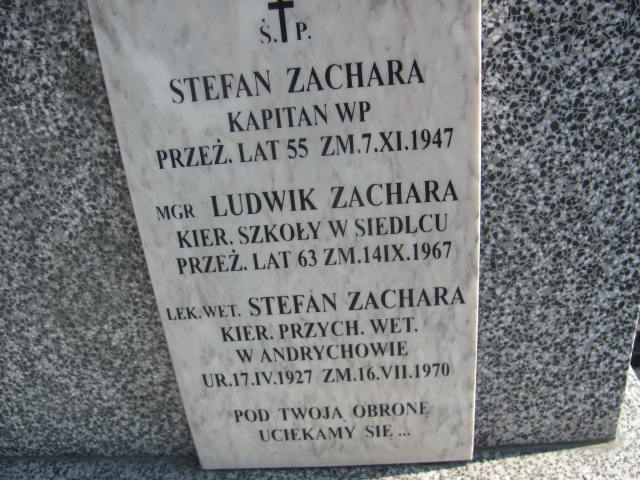 Ś. P.
STEFAN ZACHARA
KAPITAN WP
PRZEŻ. LAT 55 ZM.7.XI.1947
MGR LUDWIK ZACHARA
KIER. SZKOŁY W SIEDLCU
PRZEŻ. LAT 63 ZM.14IX.1967
LEK.WET. STEFAN ZACHARA
KIER. PRZYCH. WET.
W ANDRYCHOWIE
UR.17.IV.1927 ZM.16.VII.1970
POD TWOJĄ OBRONĘ
UCIEKAMY SIĘ ...